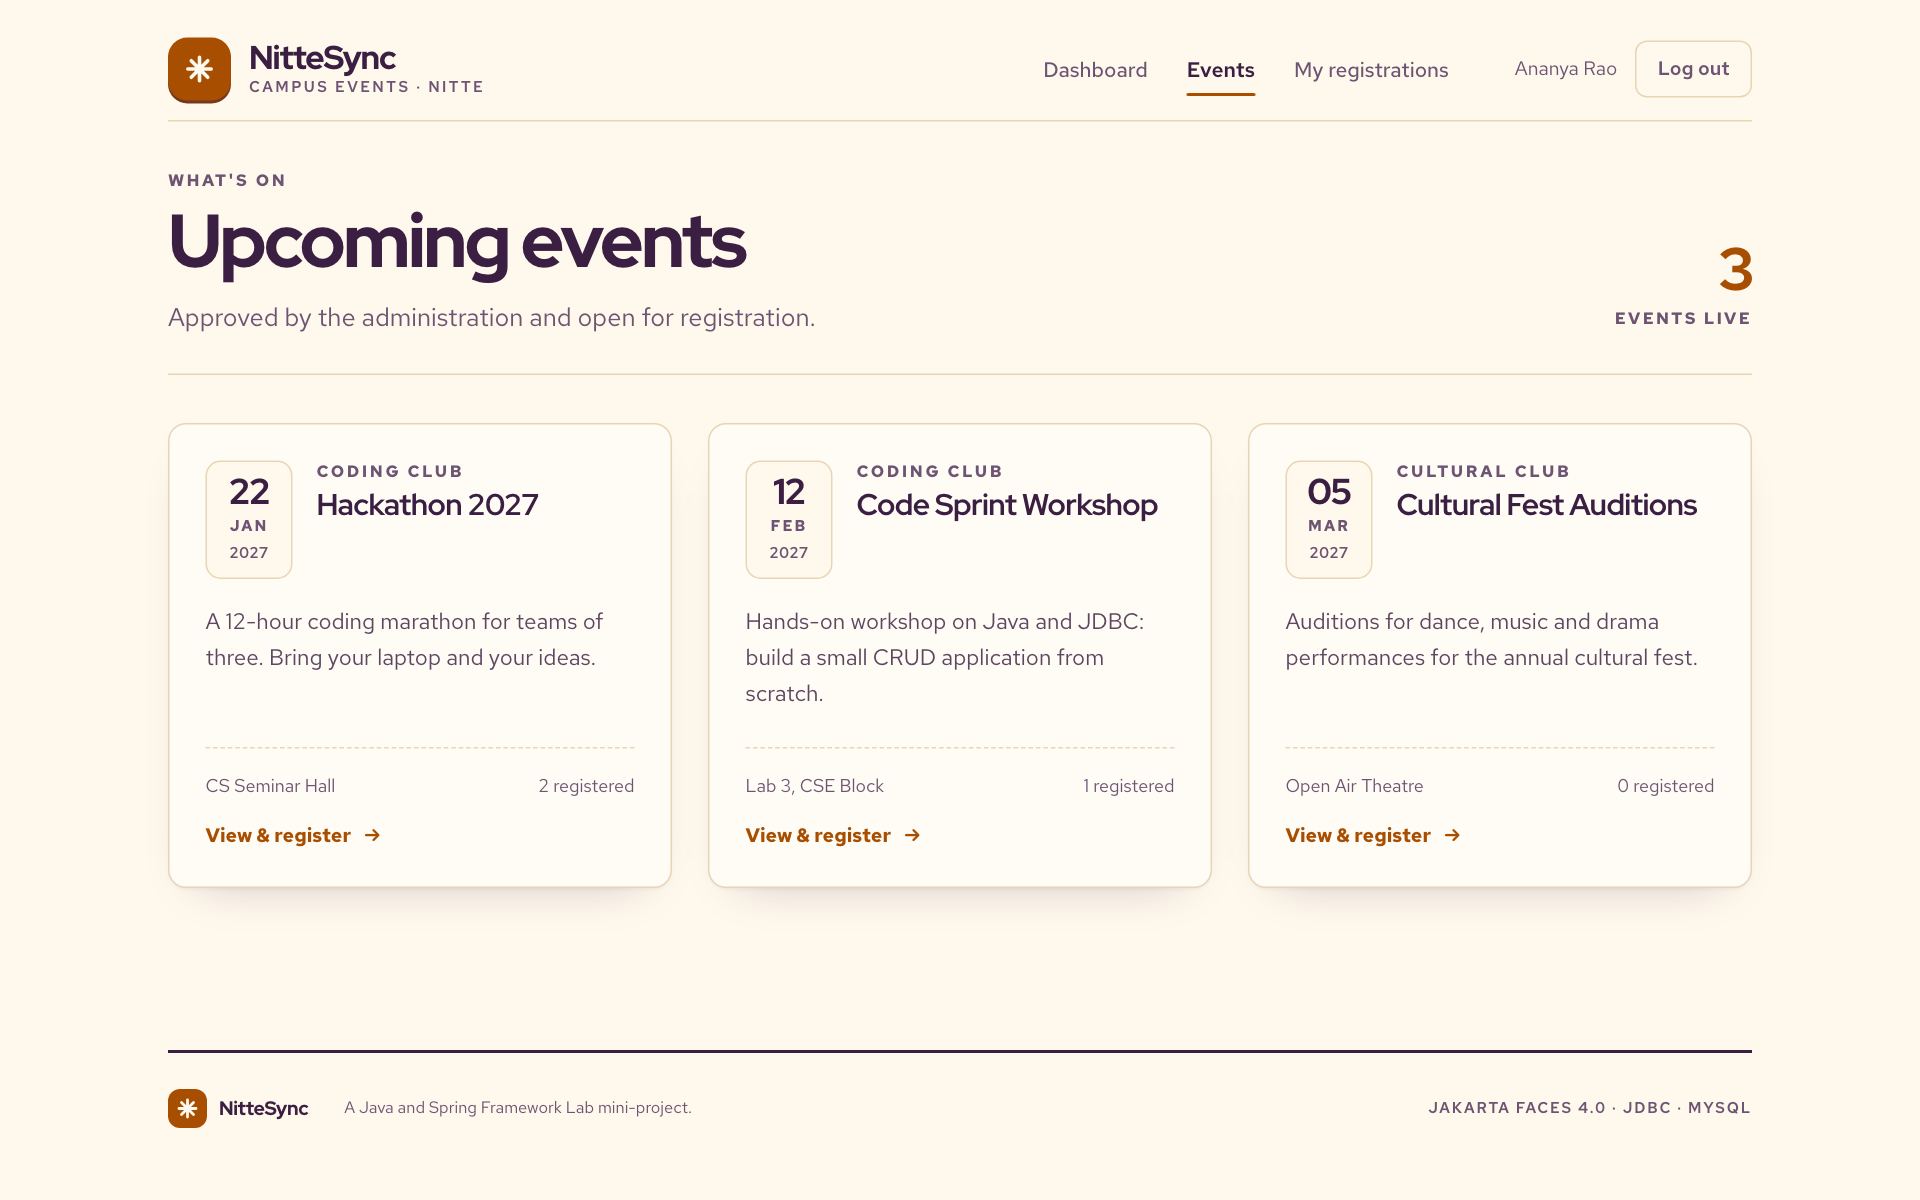 NitteSync
CAMPUS EVENTS · NITTE
Dashboard
Events
My registrations
Ananya Rao
Log out
WHAT'S ON
Upcoming events
Approved by the administration and open for registration.
3
EVENTS LIVE
22
JAN
2027
CODING CLUB
Hackathon 2027
A 12-hour coding marathon for teams of
three. Bring your laptop and your ideas.
CS Seminar Hall
2 registered
View & register →
12
FEB
2027
CODING CLUB
Code Sprint Workshop
Hands-on workshop on Java and JDBC:
build a small CRUD application from
scratch.
Lab 3, CSE Block
1 registered
View & register →
05
MAR
2027
CULTURAL CLUB
Cultural Fest Auditions
Auditions for dance, music and drama
performances for the annual cultural fest.
Open Air Theatre
0 registered
View & register →
NitteSync
A Java and Spring Framework Lab mini-project.
JAKARTA FACES 4.0 · JDBC · MYSQL